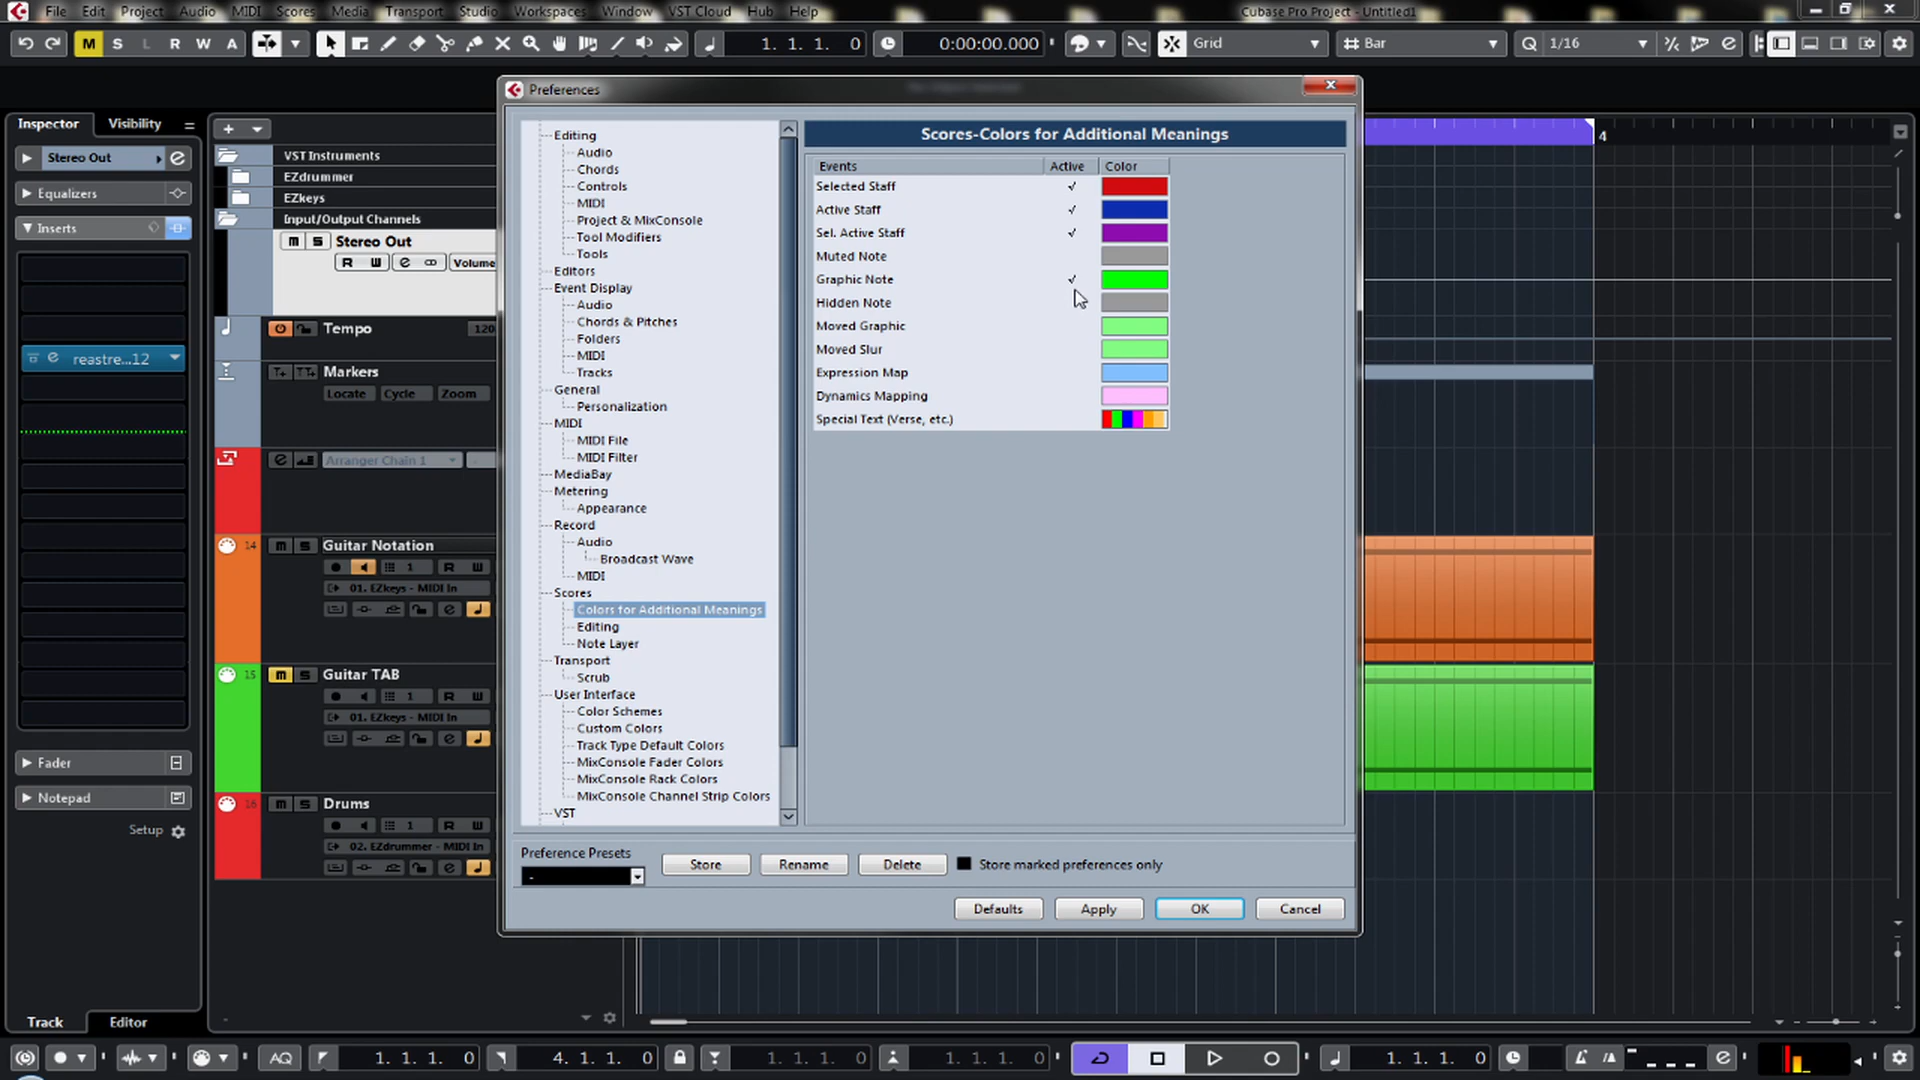 File Edit Project Audio MIDI Scores Media Transport Studio Workspaces Window VST Cloud Hub Help Cubase Pro Project - Untitled1
M S L R W A 1. 1. 1. 0 0:00:00.000 Grid Bar Q 1/16
Inspector Visibility
Stereo Out
Equalizers
Inserts
reastre...12
Fader
Notepad
Setup
Track Editor
VST Instruments
EZdrummer
EZkeys
Input/Output Channels
M S Stereo Out
R W e Volume
Tempo 120
Markers
Locate Cycle Zoom
Arranger Chain 1
14 M S Guitar Notation
1 R W
01. EZkeys - MIDI In
15 M S Guitar TAB
1 R W
01. EZkeys - MIDI In
16 M S Drums
1 R W
02. EZdrummer - MIDI In
4
Preferences
Editing
Audio
Chords
Controls
MIDI
Project & MixConsole
Tool Modifiers
Tools
Editors
Event Display
Audio
Chords & Pitches
Folders
MIDI
Tracks
General
Personalization
MIDI
MIDI File
MIDI Filter
MediaBay
Metering
Appearance
Record
Audio
Broadcast Wave
MIDI
Scores
Colors for Additional Meanings
Editing
Note Layer
Transport
Scrub
User Interface
Color Schemes
Custom Colors
Track Type Default Colors
MixConsole Fader Colors
MixConsole Rack Colors
MixConsole Channel Strip Colors
VST
Scores-Colors for Additional Meanings
Events Active Color
Selected Staff
Active Staff
Sel. Active Staff
Muted Note
Graphic Note
Hidden Note
Moved Graphic
Moved Slur
Expression Map
Dynamics Mapping
Special Text (Verse, etc.)
Preference Presets
-
Store Rename Delete Store marked preferences only
Defaults Apply OK Cancel
AQ 1. 1. 1. 0 4. 1. 1. 0 1. 1. 1. 0 1. 1. 1. 0 1. 1. 1. 0